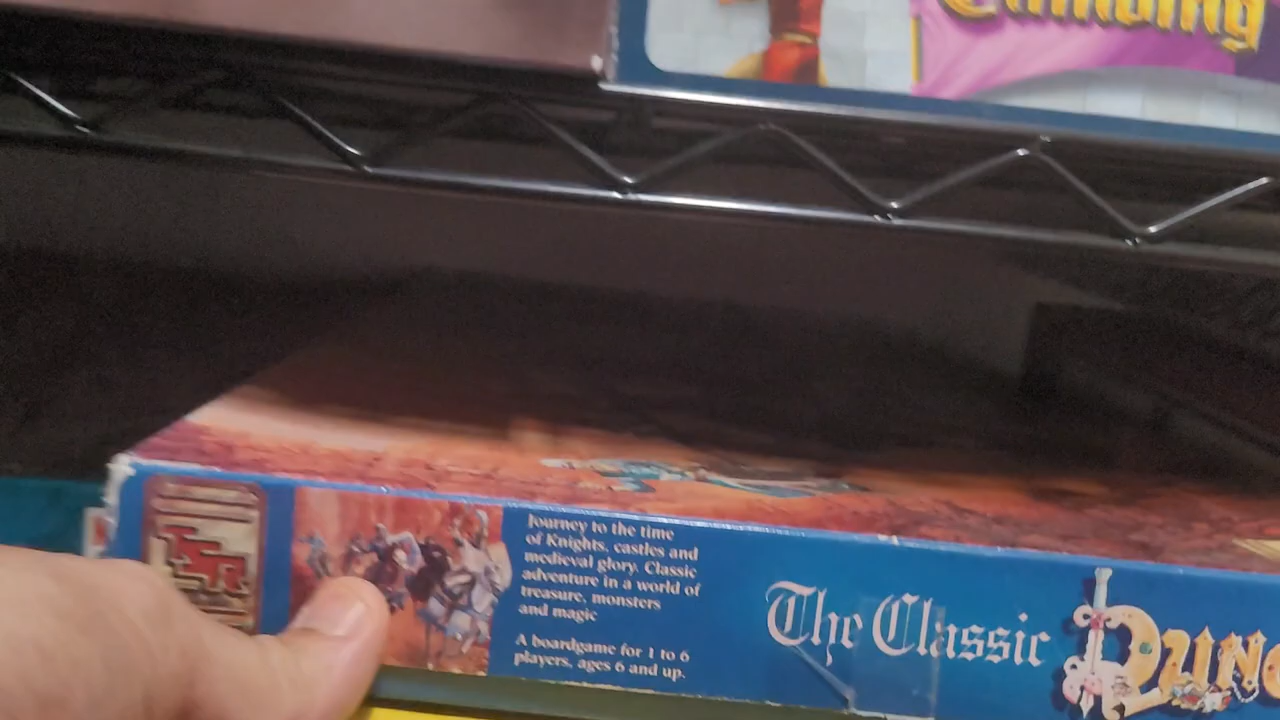 TSR
Journey to the time
of Knights, castles and
medieval glory. Classic
adventure in a world of
treasure, monsters
and magic
A boardgame for 1 to 6
players, ages 6 and up.
The Classic